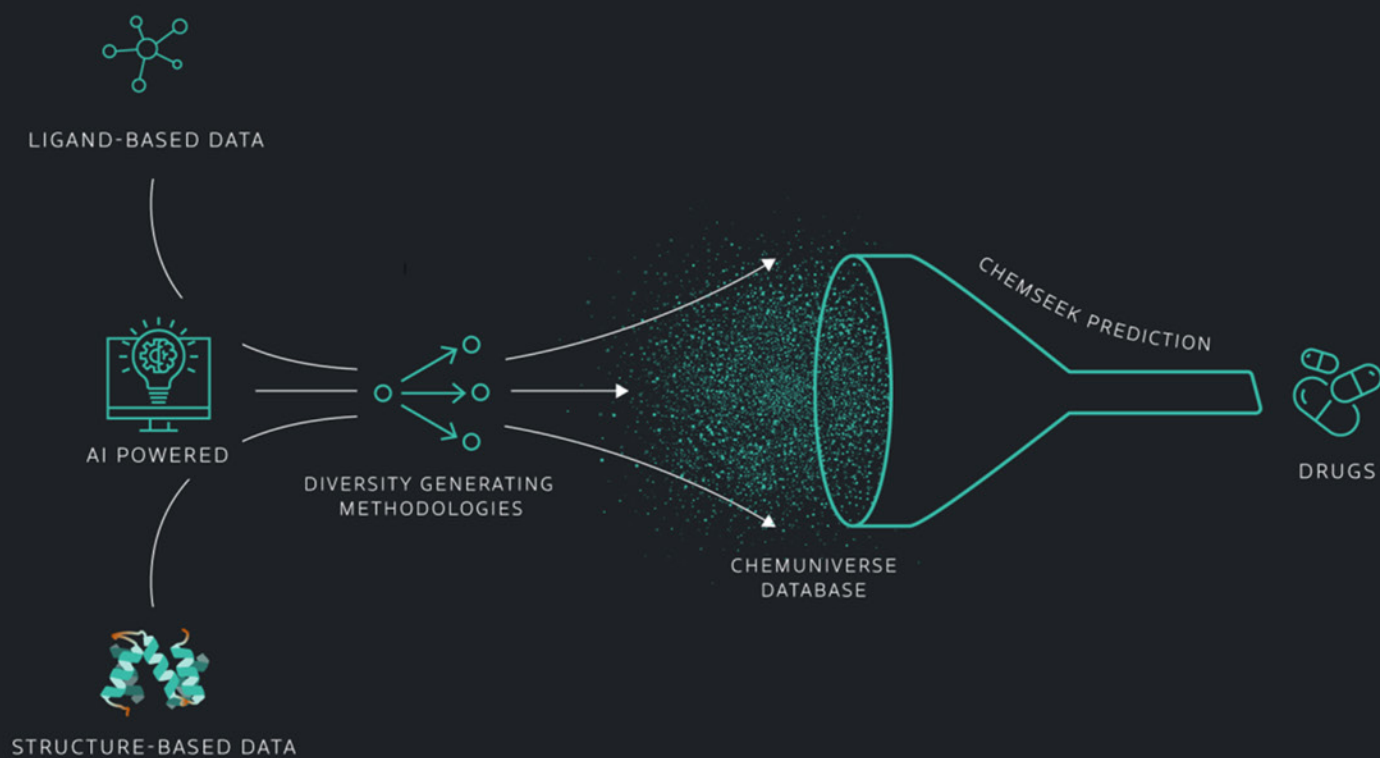 LIGAND-BASED DATA
AI POWERED
STRUCTURE-BASED DATA
DIVERSITY GENERATING
METHODOLOGIES
CHEMUNIVERSE
DATABASE
CHEMSEEK PREDICTION
DRUGS